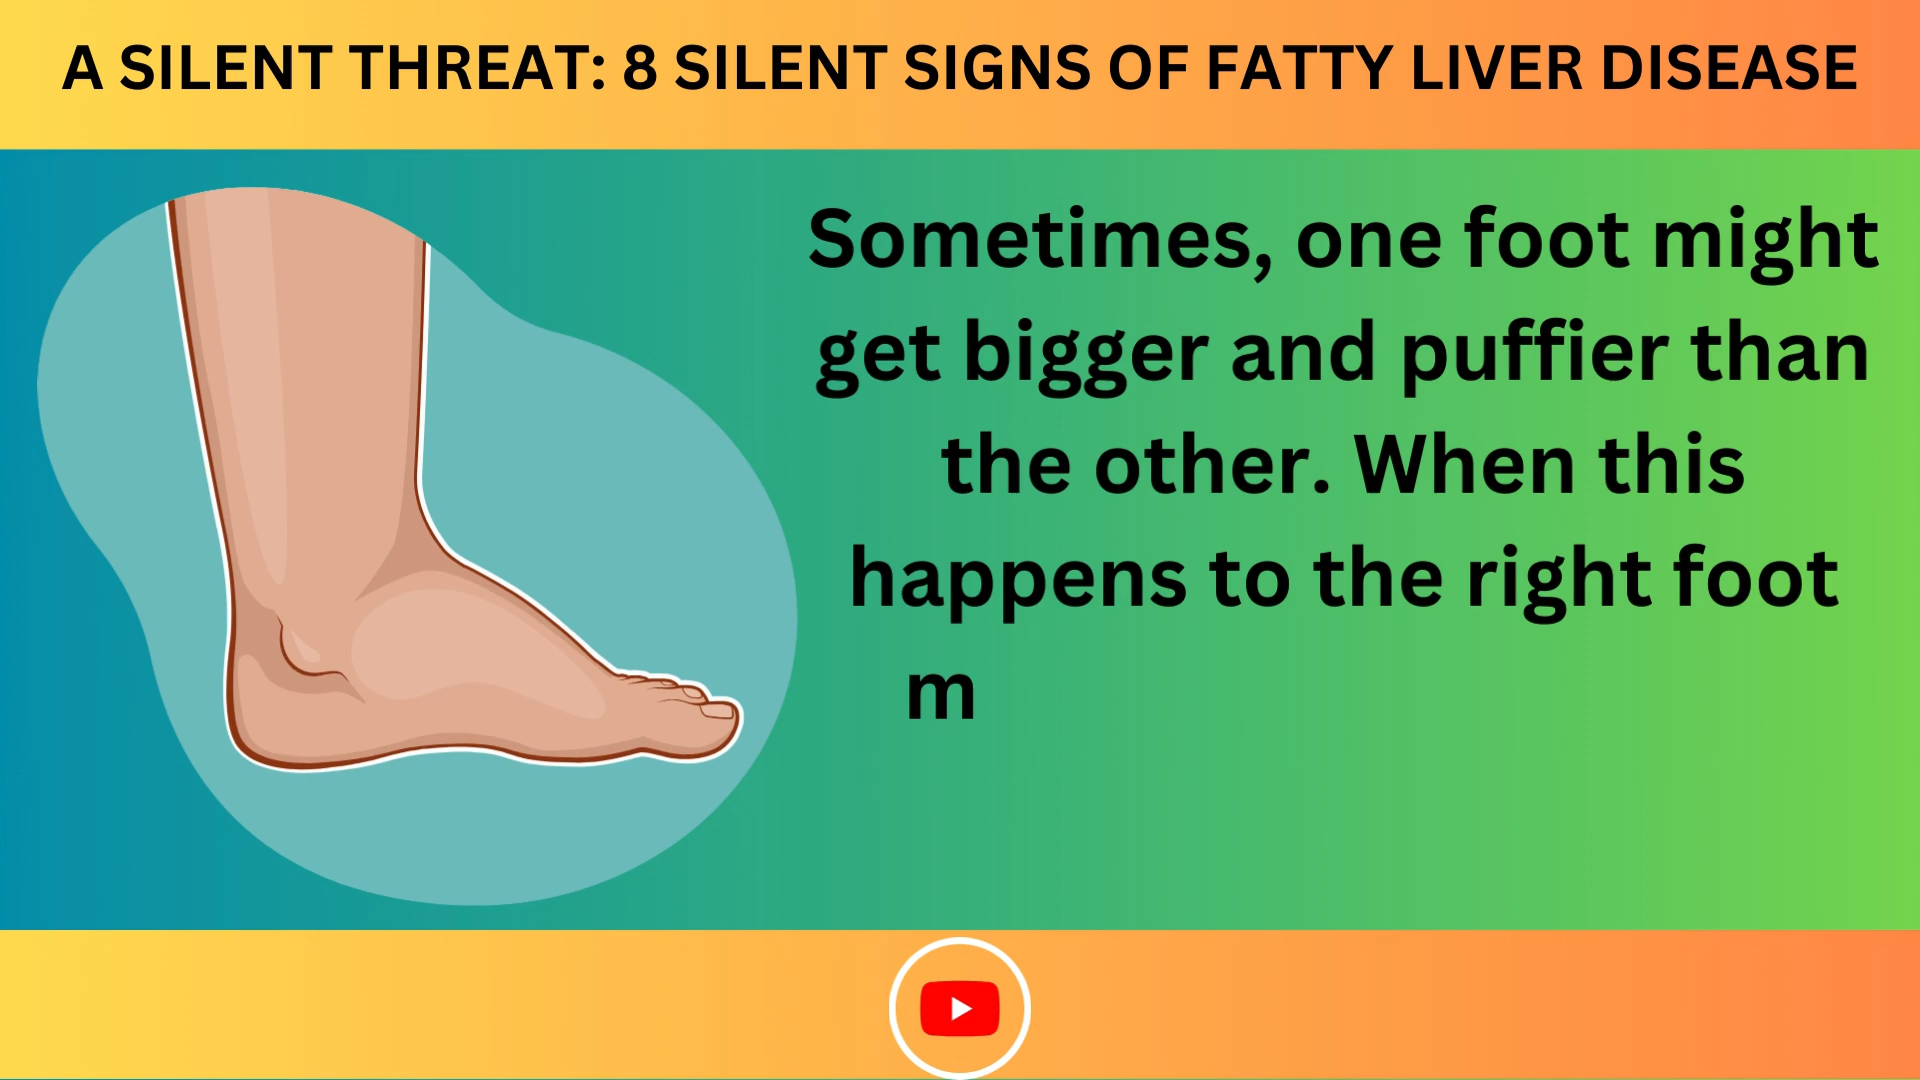 A SILENT THREAT: 8 SILENT SIGNS OF FATTY LIVER DISEASE
Sometimes, one foot might
get bigger and puffier than
the other. When this
happens to the right foot
m